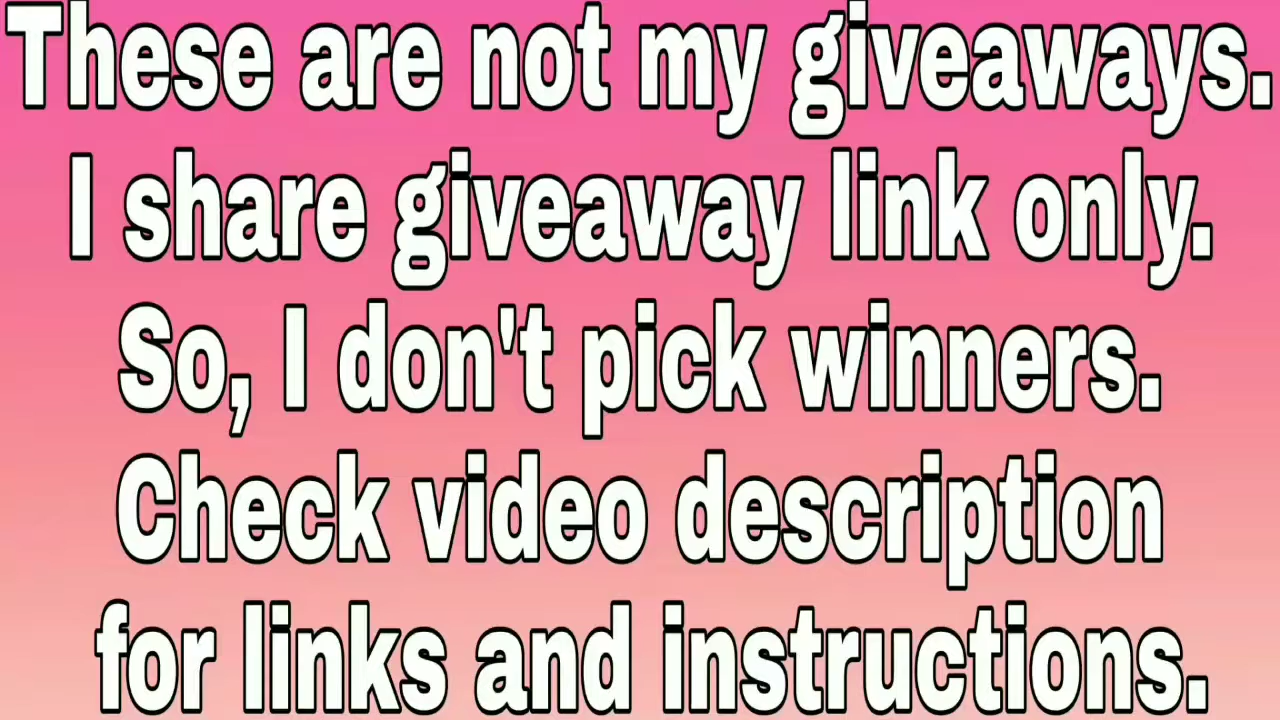 These are not my giveaways.
I share giveaway link only.
So, I don't pick winners.
Check video description
for links and instructions.